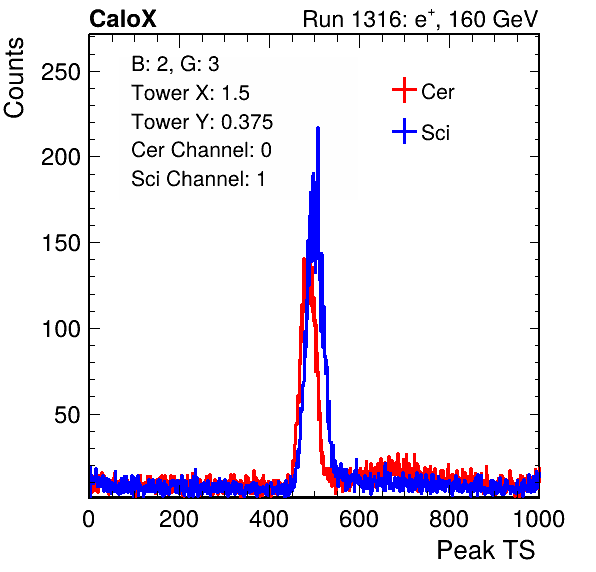 CaloX Run 1316: e+, 160 GeV
Counts
B: 2, G: 3
Tower X: 1.5
Tower Y: 0.375
Cer Channel: 0
Sci Channel: 1
Cer
Sci
250
200
150
100
50
0 200 400 600 800 1000
Peak TS